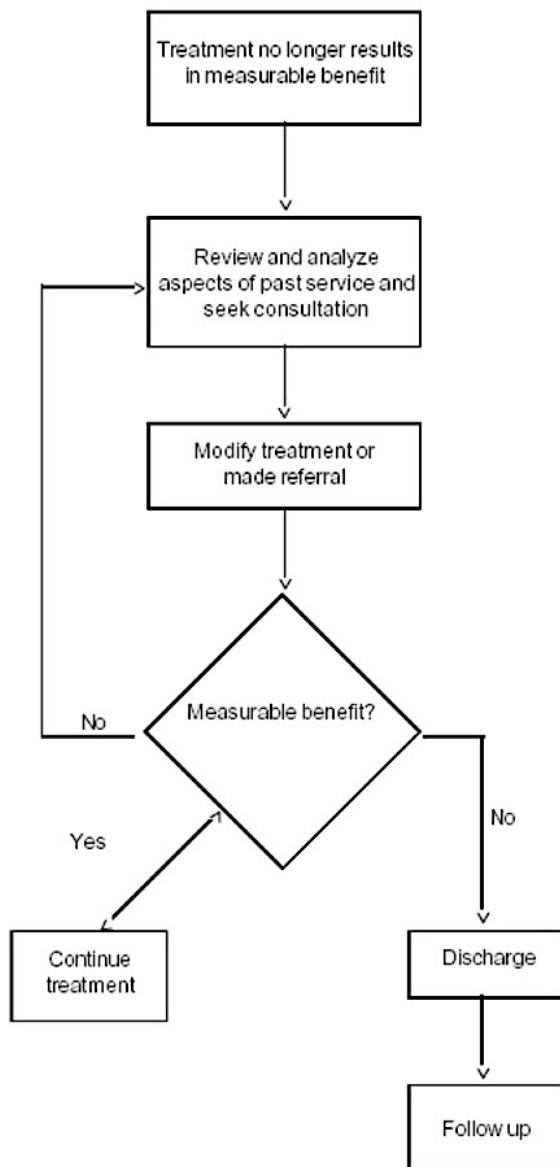 Treatment no longer results
in measurable benefit
Review and analyze
aspects of past service and
seek consultation
Modify treatment or
made referral
Measurable benefit?
No
Yes
No
Continue
treatment
Discharge
Follow up